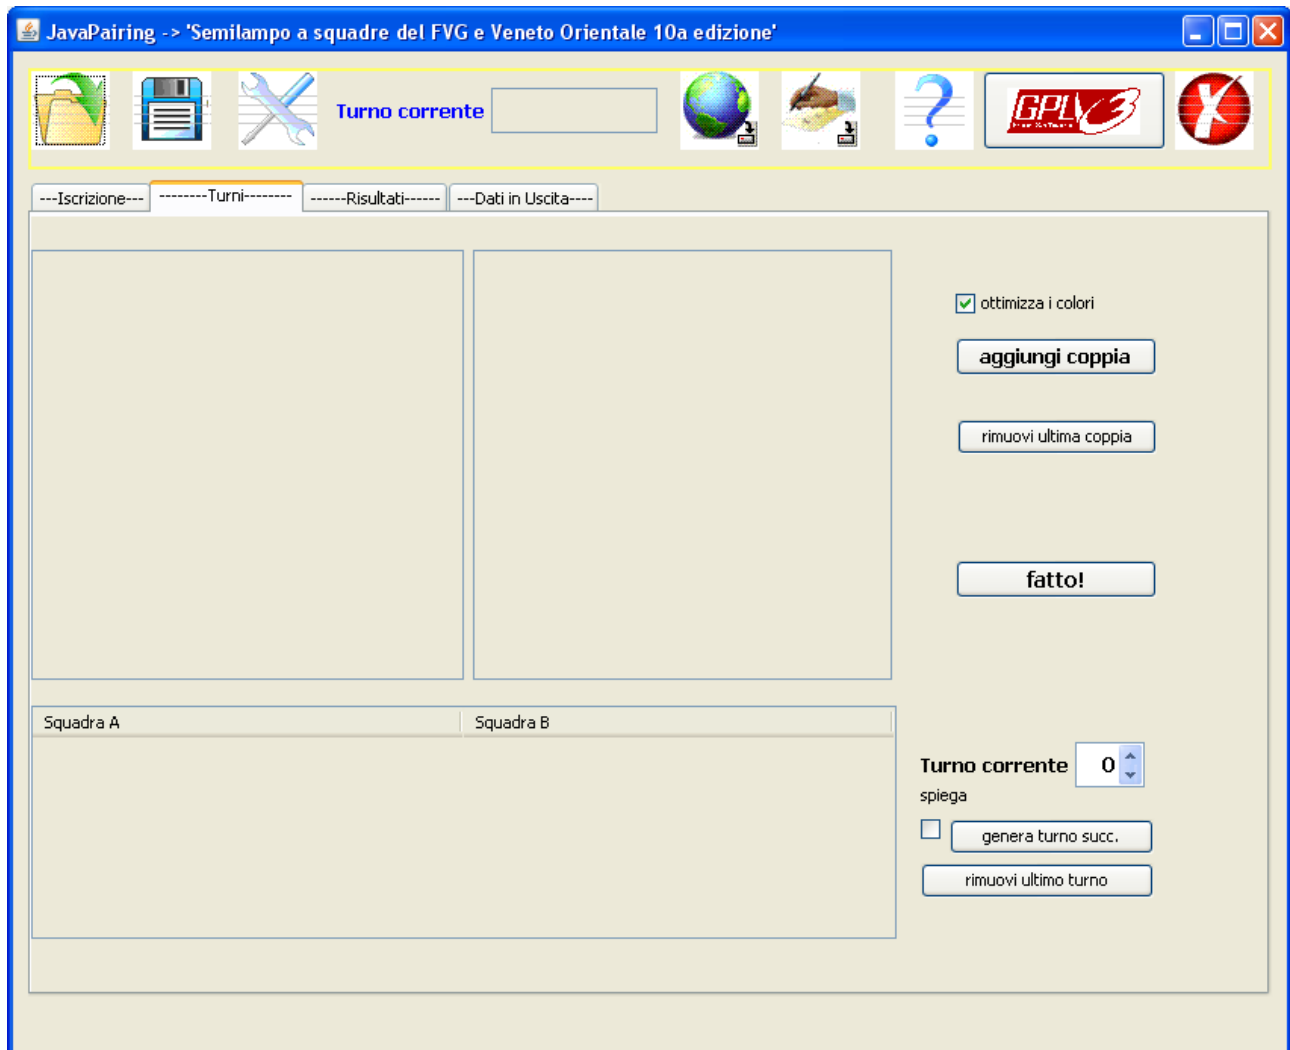 JavaPairing -> 'Semilampo a squadre del FVG e Veneto Orientale 10a edizione'
Turno corrente
GPLv3
---Iscrizione--- --------Turni-------- ------Risultati------ ---Dati in Uscita----
ottimizza i colori
aggiungi coppia
rimuovi ultima coppia
fatto!
Squadra A Squadra B
Turno corrente 0
spiega
genera turno succ.
rimuovi ultimo turno